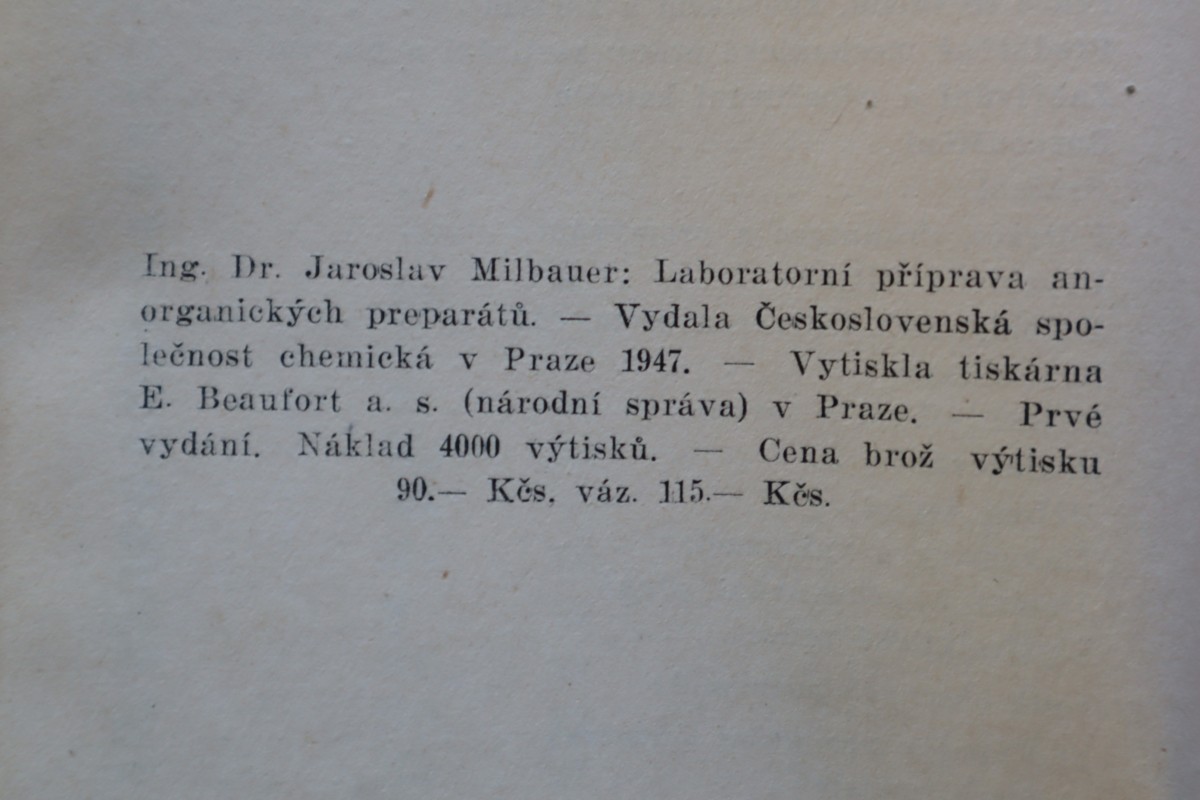 Ing. Dr. Jaroslav Milbauer: Laboratorní příprava an-
organických preparátů. — Vydala Československá spo-
lečnost chemická v Praze 1947. — Vytiskla tiskárna
E. Beaufort a. s. (národní správa) v Praze. — Prvé
vydání. Náklad 4000 výtisků. — Cena brož výtisku
90.— Kčs, váz. 115.— Kčs.